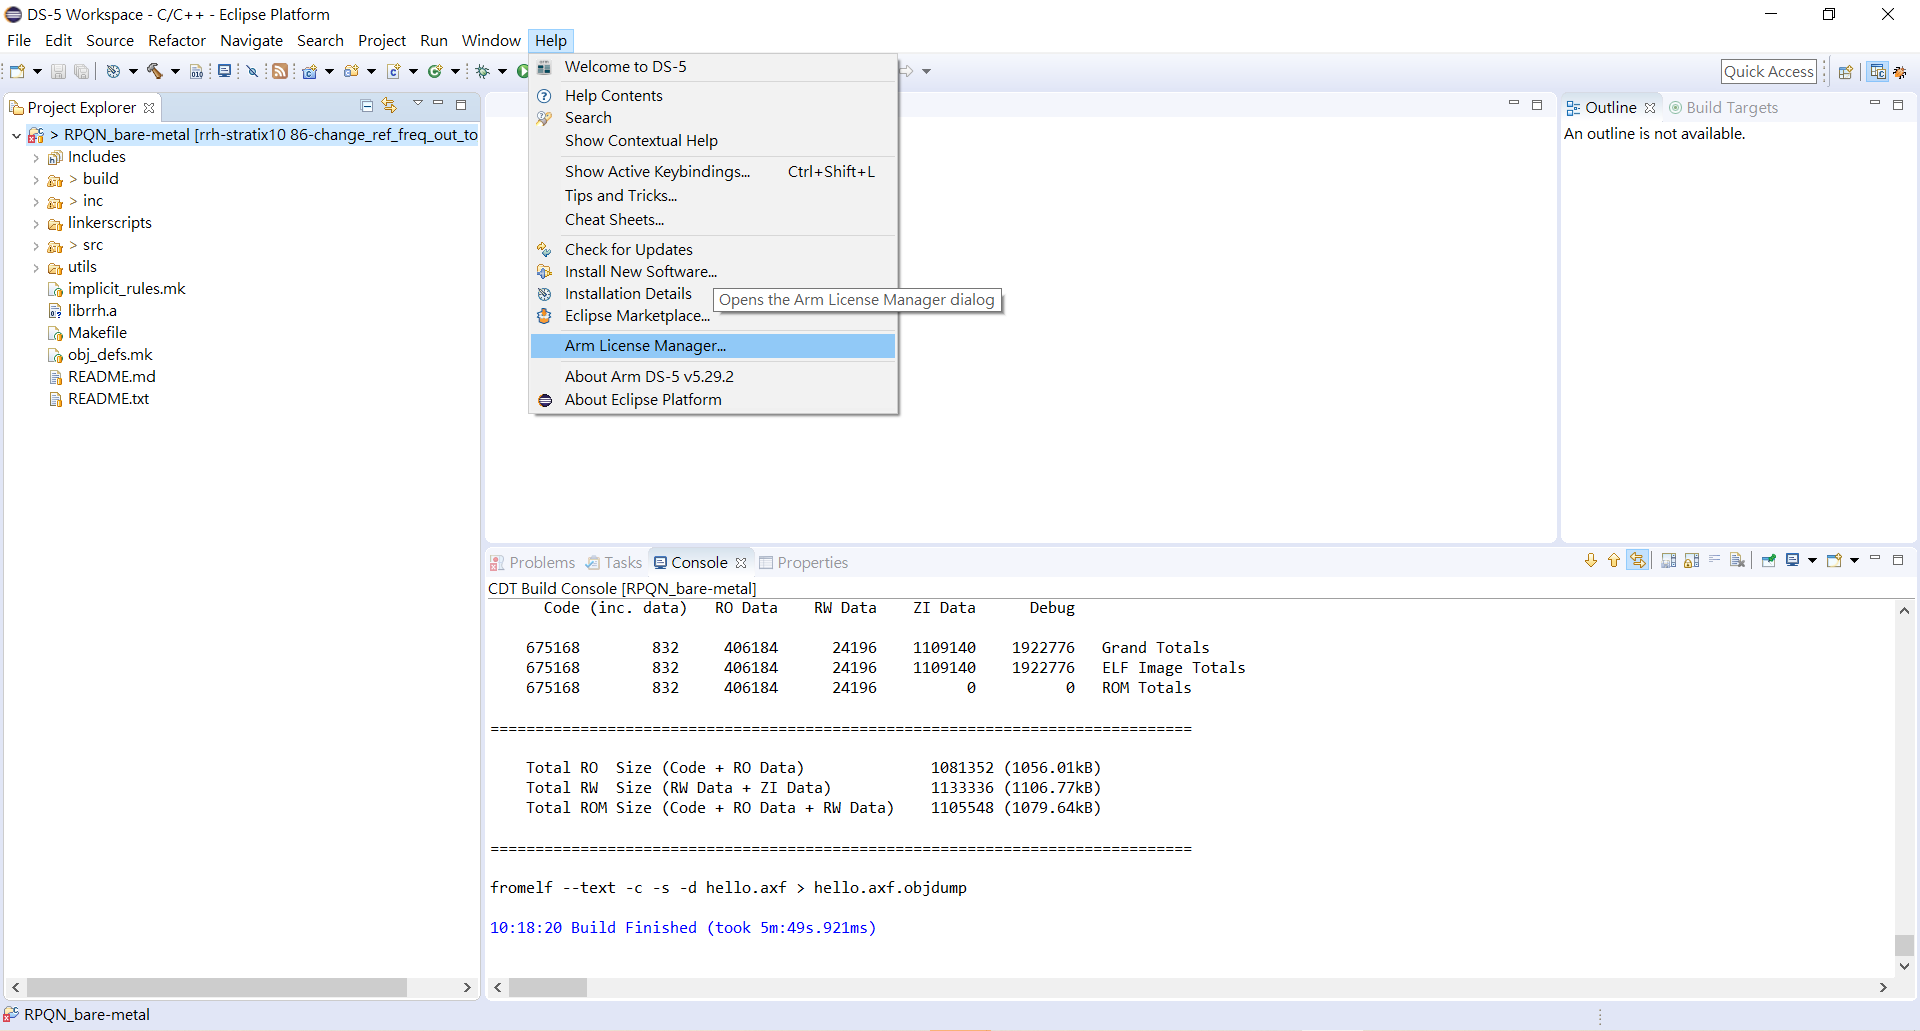 DS-5 Workspace - C/C++ - Eclipse Platform
File Edit Source Refactor Navigate Search Project Run Window Help
Quick Access
Welcome to DS-5
Help Contents
Search
Show Contextual Help
Show Active Keybindings... Ctrl+Shift+L
Tips and Tricks...
Cheat Sheets...
Check for Updates
Install New Software...
Installation Details
Opens the Arm License Manager dialog
Eclipse Marketplace...
Arm License Manager...
About Arm DS-5 v5.29.2
About Eclipse Platform
Project Explorer
> RPQN_bare-metal [rrh-stratix10 86-change_ref_freq_out_to
Includes
> build
> inc
linkerscripts
> src
utils
implicit_rules.mk
librrh.a
Makefile
obj_defs.mk
README.md
README.txt
Outline Build Targets
An outline is not available.
Problems Tasks Console Properties
CDT Build Console [RPQN_bare-metal]
Code (inc. data) RO Data RW Data ZI Data Debug
675168 832 406184 24196 1109140 1922776 Grand Totals
675168 832 406184 24196 1109140 1922776 ELF Image Totals
675168 832 406184 24196 0 0 ROM Totals
==============================================================================
Total RO Size (Code + RO Data) 1081352 (1056.01kB)
Total RW Size (RW Data + ZI Data) 1133336 (1106.77kB)
Total ROM Size (Code + RO Data + RW Data) 1105548 (1079.64kB)
==============================================================================
fromelf --text -c -s -d hello.axf > hello.axf.objdump
10:18:20 Build Finished (took 5m:49s.921ms)
RPQN_bare-metal